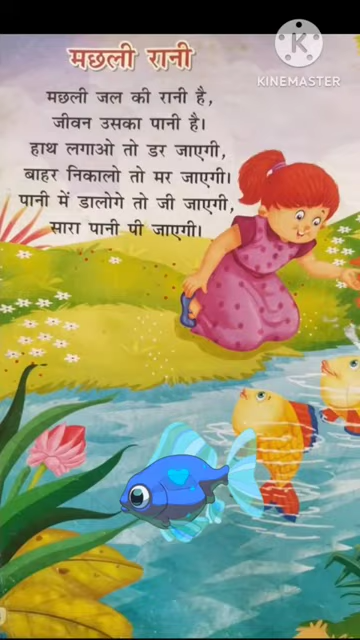 KINEMASTER
मछली रानी
मछली जल की रानी है,
जीवन उसका पानी है।
हाथ लगाओ तो डर जाएगी,
बाहर निकालो तो मर जाएगी।
पानी में डालोगे तो जी जाएगी,
सारा पानी पी जाएगी।